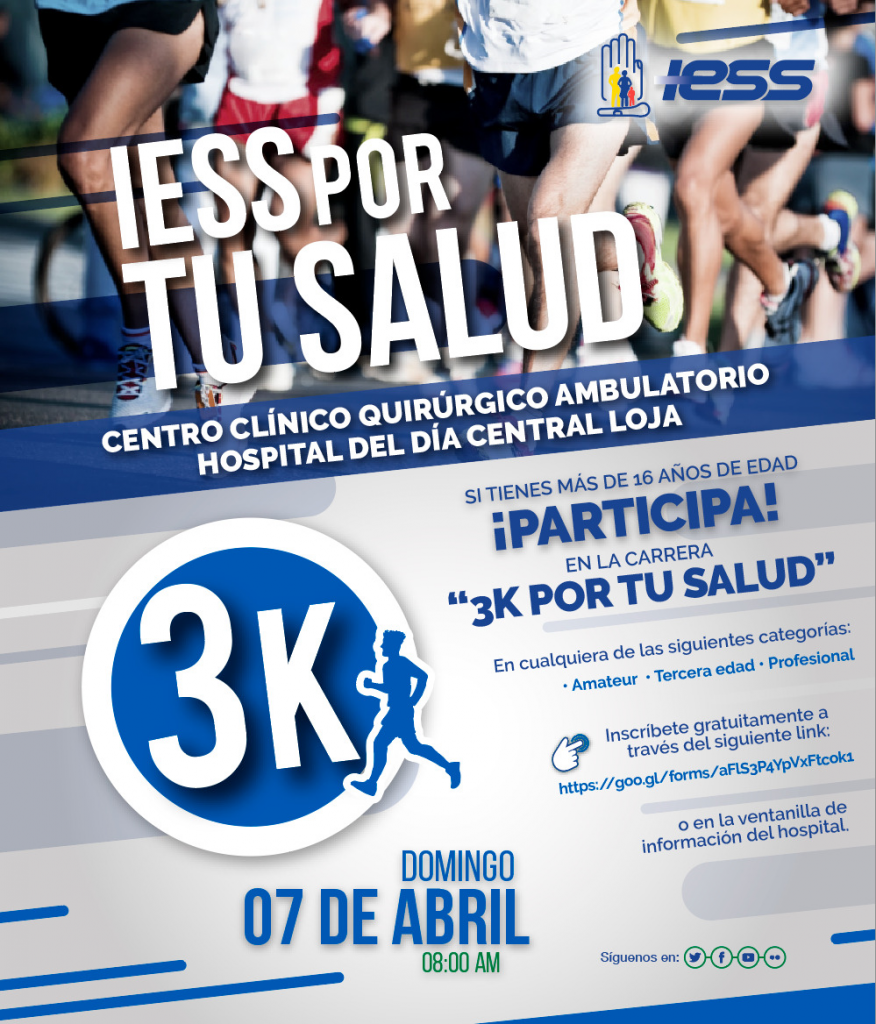 IESS
IESS POR
TU SALUD
CENTRO CLÍNICO QUIRÚRGICO AMBULATORIO
HOSPITAL DEL DÍA CENTRAL LOJA
SI TIENES MÁS DE 16 AÑOS DE EDAD
¡PARTICIPA!
EN LA CARRERA
“3K POR TU SALUD”
3K
En cualquiera de las siguientes categorías:
• Amateur • Tercera edad • Profesional
Inscríbete gratuitamente a
través del siguiente link:
https://goo.gl/forms/aFlS3P4YpVxFtcok1
o en la ventanilla de
información del hospital.
DOMINGO
07 DE ABRIL
08:00 AM
Síguenos en: